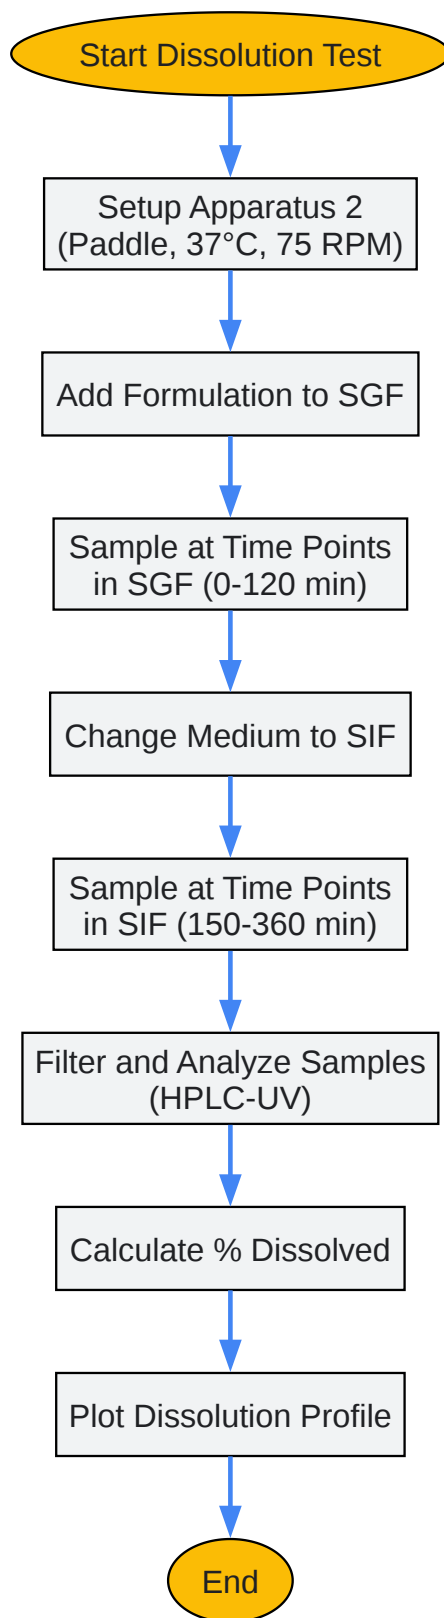 Start Dissolution Test
Setup Apparatus 2
(Paddle, 37°C, 75 RPM)
Add Formulation to SGF
Sample at Time Points
in SGF (0-120 min)
Change Medium to SIF
Sample at Time Points
in SIF (150-360 min)
Filter and Analyze Samples
(HPLC-UV)
Calculate % Dissolved
Plot Dissolution Profile
End